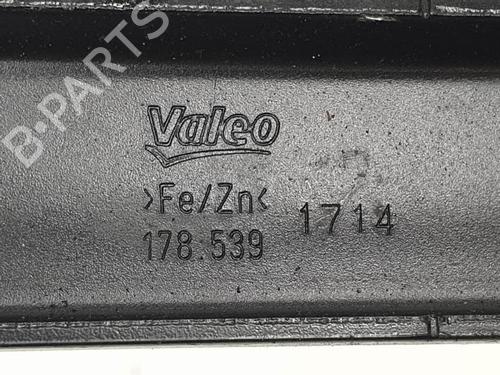 B-PARTS
Valeo
>Fe/Zn<
178.539
1714